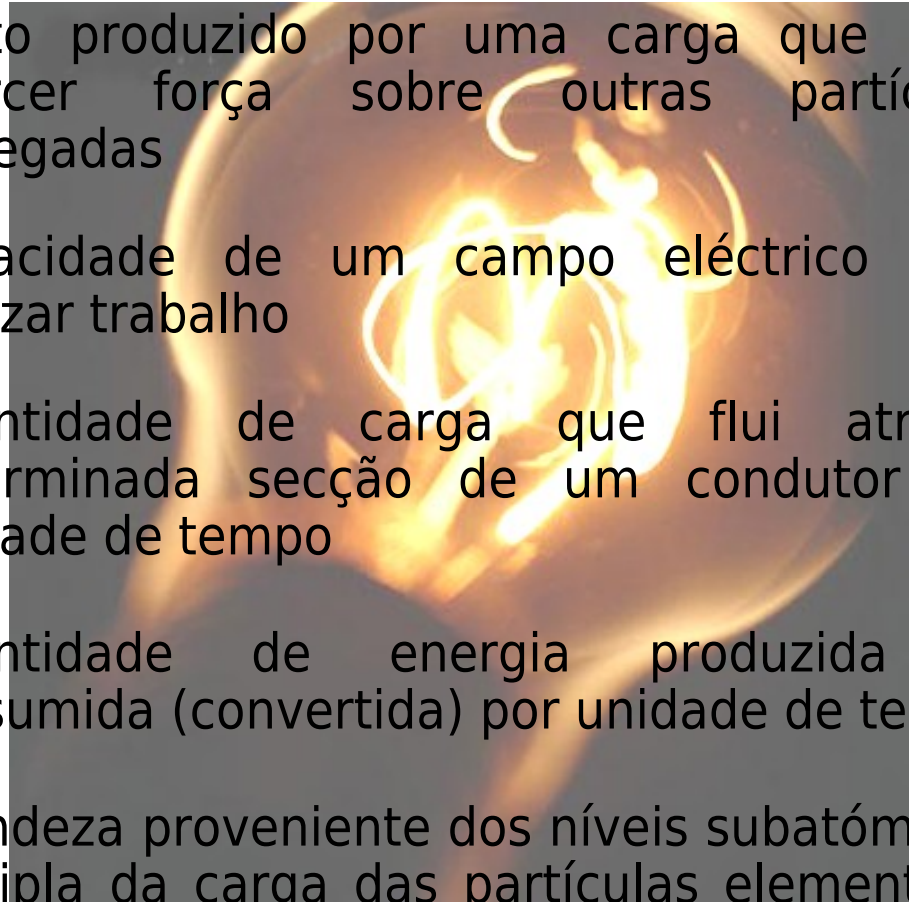 to produzido por uma carga que
rcer força sobre outras partíc
egadas
acidade de um campo eléctrico
zar trabalho
ntidade de carga que flui atr
rminada secção de um condutor
ade de tempo
ntidade de energia produzida
sumida (convertida) por unidade de te
ndeza proveniente dos níveis subatóm
ipla da carga das partículas element